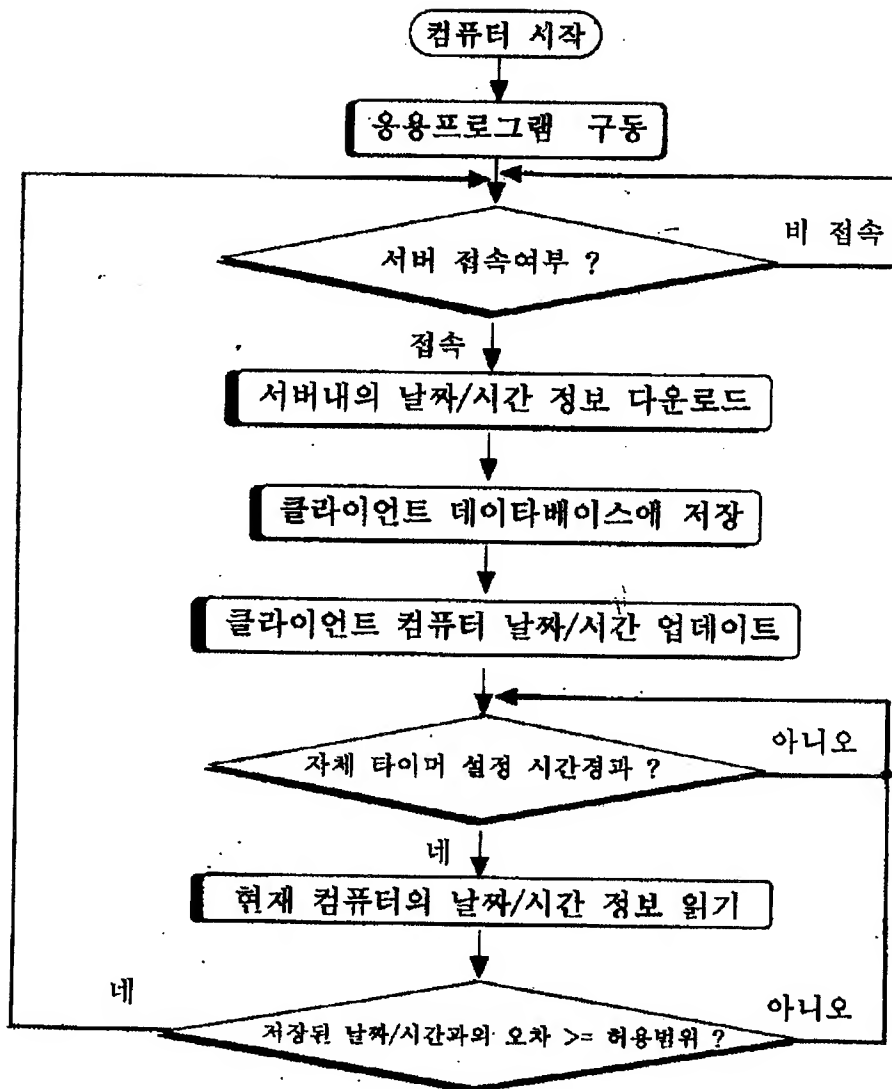 컴퓨터 시작
응용프로그램 구동
서버 접속여부 ?
비 접속
접속
서버내의 날짜/시간 정보 다운로드
클라이언트 데이타베이스에 저장
클라이언트 컴퓨터 날짜/시간 업데이트
자체 타이머 설정 시간경과 ?
아니오
네
현재 컴퓨터의 날짜/시간 정보 읽기
네
저장된 날짜/시간과의 오차 >= 허용범위 ?
아니오